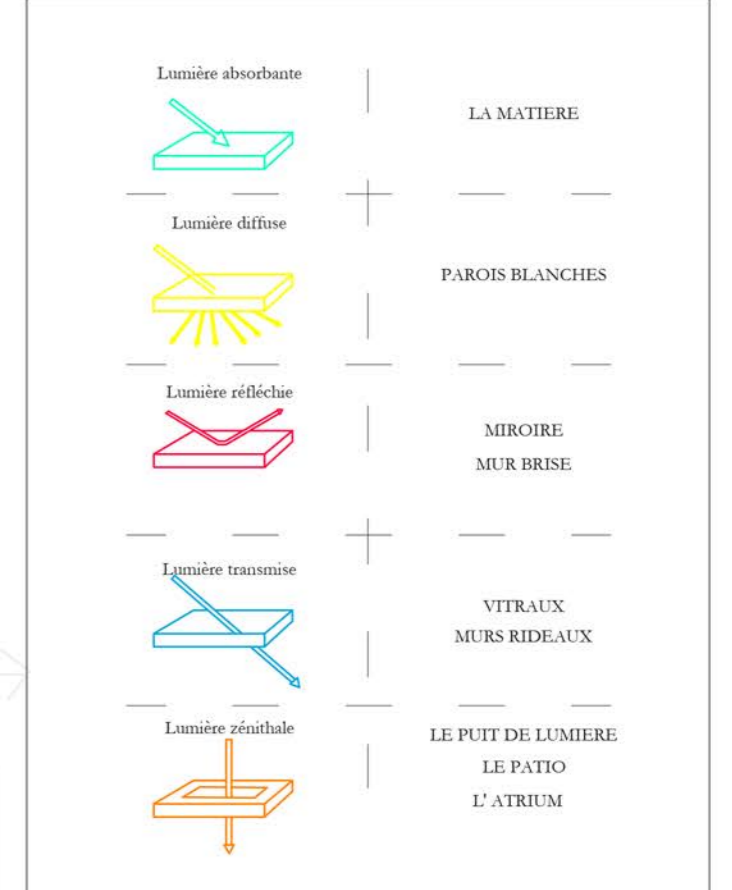 Lumière absorbante
LA MATIERE
Lumière diffuse
PAROIS BLANCHES
Lumière réfléchie
MIROIRE
MUR BRISE
Lumière transmise
VITRAUX
MURS RIDEAUX
Lumière zénithale
LE PUIT DE LUMIERE
LE PATIO
L' ATRIUM